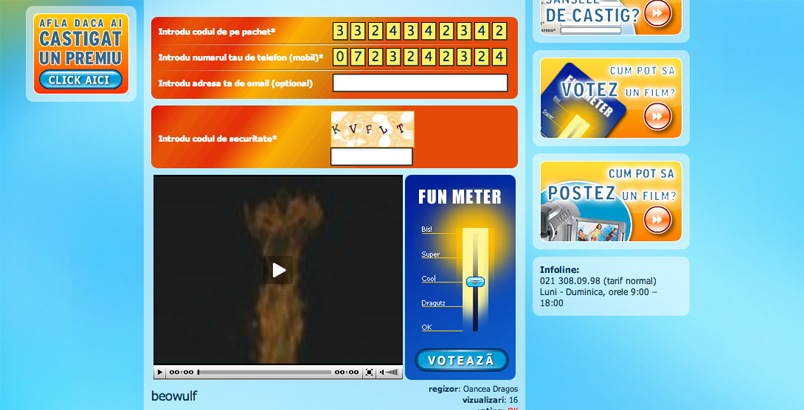 AFLA DACA AI
CASTIGAT
UN PREMIU
CLICK AICI
Introdu codul de pe pachet*
3 3 2 4 2 4 2 3 4 2
Introdu numarul tau de telefon (mobil)*
0 7 2 3 4 2 3 4 2 3
Introdu adresa ta de email (optional)
Introdu codul de securitate*
K V F L T
FUN METER
Bis!
Super
Cool
Dragutz
OK
VOTEAZĂ
00:00
00:00
beowulf
regizor: Oancea Dragos
vizualizari: 16
DE CASTIG?
CUM POT SA
VOTEZ UN FILM?
CUM POT SA
POSTEZ UN FILM?
Infoline:
021 308.09.98 (tarif normal)
Luni - Duminica, orele 9:00 –
18:00